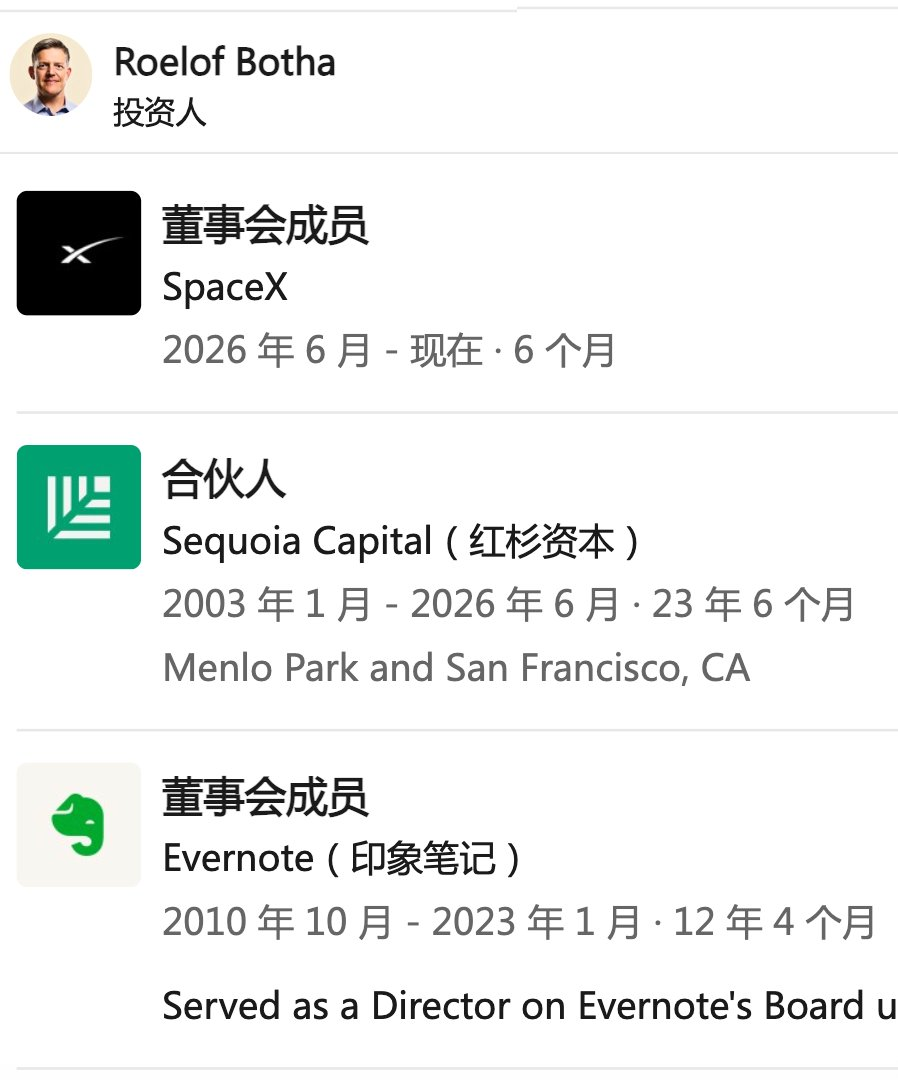 Roelof Botha
投资人
董事会成员
SpaceX
2026 年 6 月 - 现在 · 6 个月
合伙人
Sequoia Capital（红杉资本）
2003 年 1 月 - 2026 年 6 月 · 23 年 6 个月
Menlo Park and San Francisco, CA
董事会成员
Evernote（印象笔记）
2010 年 10 月 - 2023 年 1 月 · 12 年 4 个月
Served as a Director on Evernote's Board u